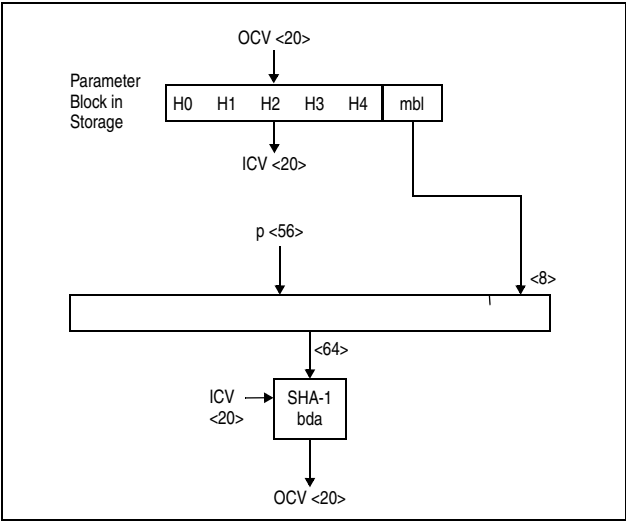 OCV <20>
Parameter
Block in
Storage
H0 H1 H2 H3 H4 mbl
ICV <20>
p <56>
<8>
<64>
ICV
<20>
SHA-1
bda
OCV <20>